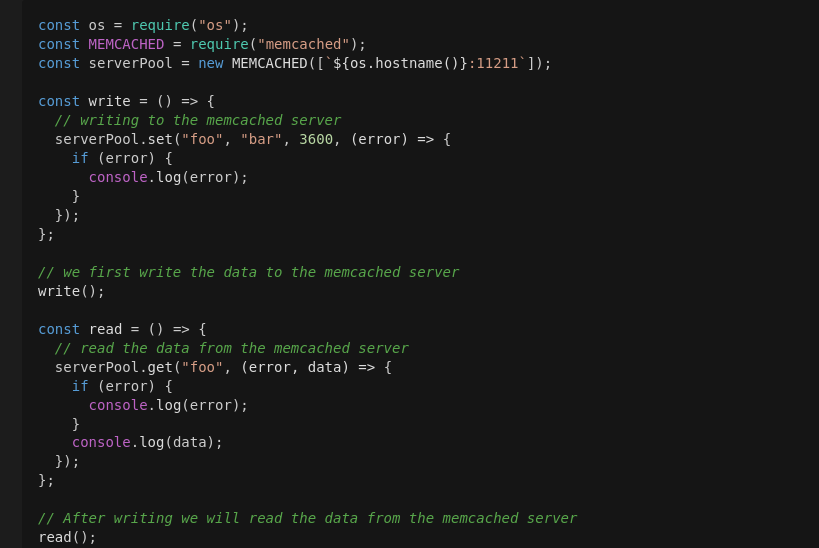 const os = require("os");
const MEMCACHED = require("memcached");
const serverPool = new MEMCACHED([`${os.hostname()}:11211`]);

const write = () => {
  // writing to the memcached server
  serverPool.set("foo", "bar", 3600, (error) => {
    if (error) {
      console.log(error);
    }
  });
};

// we first write the data to the memcached server
write();

const read = () => {
  // read the data from the memcached server
  serverPool.get("foo", (error, data) => {
    if (error) {
      console.log(error);
    }
    console.log(data);
  });
};

// After writing we will read the data from the memcached server
read();